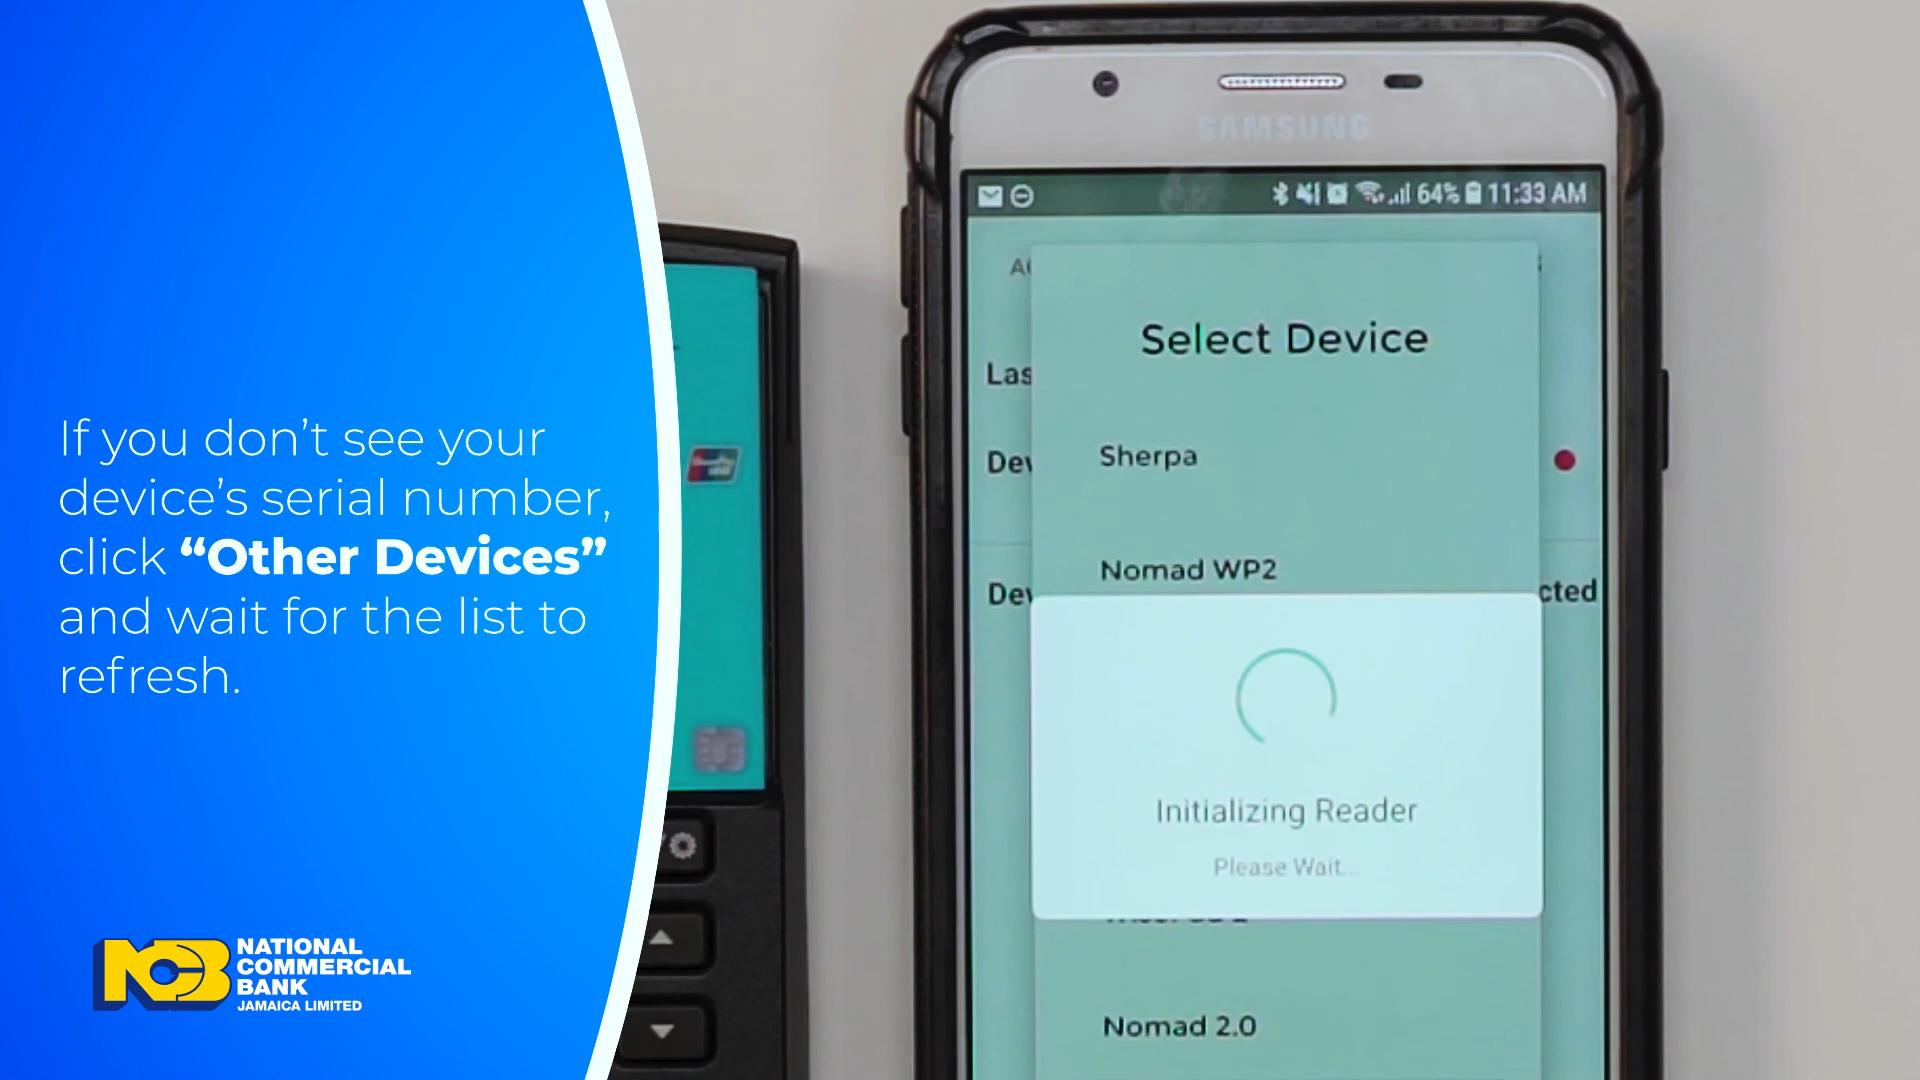 If you don’t see your
device’s serial number,
click “Other Devices”
and wait for the list to
refresh.
NCB NATIONAL
COMMERCIAL
BANK
JAMAICA LIMITED
SAMSUNG
64% 11:33 AM
Select Device
Sherpa
Nomad WP2
Initializing Reader
Please Wait...
Nomad 2.0